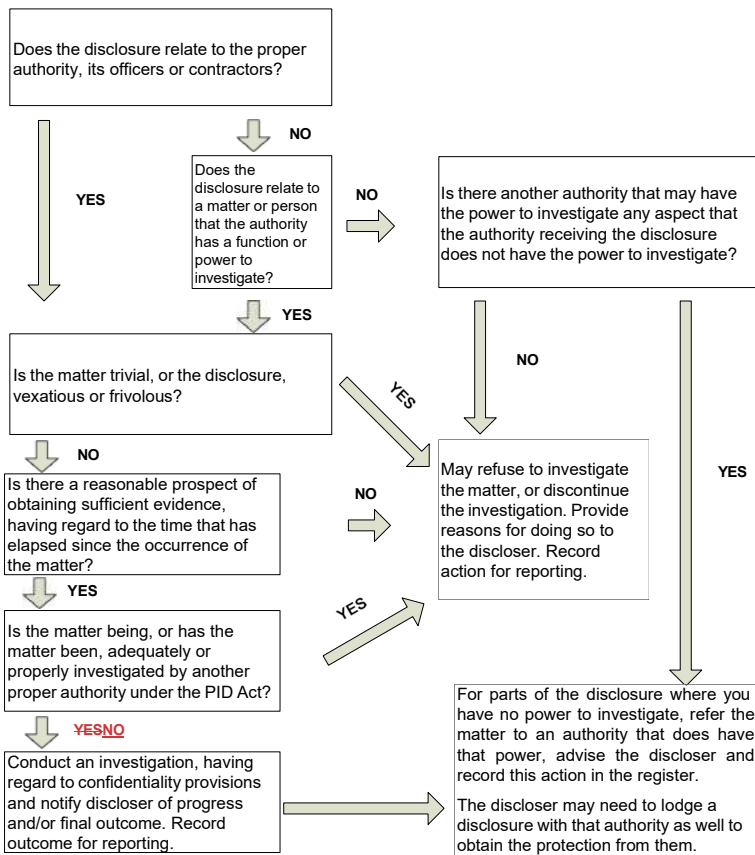 Does the disclosure relate to the proper
authority, its officers or contractors?
NO
YES
Does the
disclosure relate to
a matter or person
that the authority
has a function or
power to
investigate?
NO
Is there another authority that may have
the power to investigate any aspect that
the authority receiving the disclosure
does not have the power to investigate?
YES
NO
Is the matter trivial, or the disclosure,
vexatious or frivolous?
YES
NO
Is there a reasonable prospect of
obtaining sufficient evidence,
having regard to the time that has
elapsed since the occurrence of
the matter?
NO
May refuse to investigate
the matter, or discontinue
the investigation. Provide
reasons for doing so to
the discloser. Record
action for reporting.
YES
YES
Is the matter being, or has the
matter been, adequately or
properly investigated by another
proper authority under the PID Act?
YES
YESNO
Conduct an investigation, having
regard to confidentiality provisions
and notify discloser of progress
and/or final outcome. Record
outcome for reporting.
For parts of the disclosure where you
have no power to investigate, refer the
matter to an authority that does have
that power, advise the discloser and
record this action in the register.
The discloser may need to lodge a
disclosure with that authority as well to
obtain the protection from them.